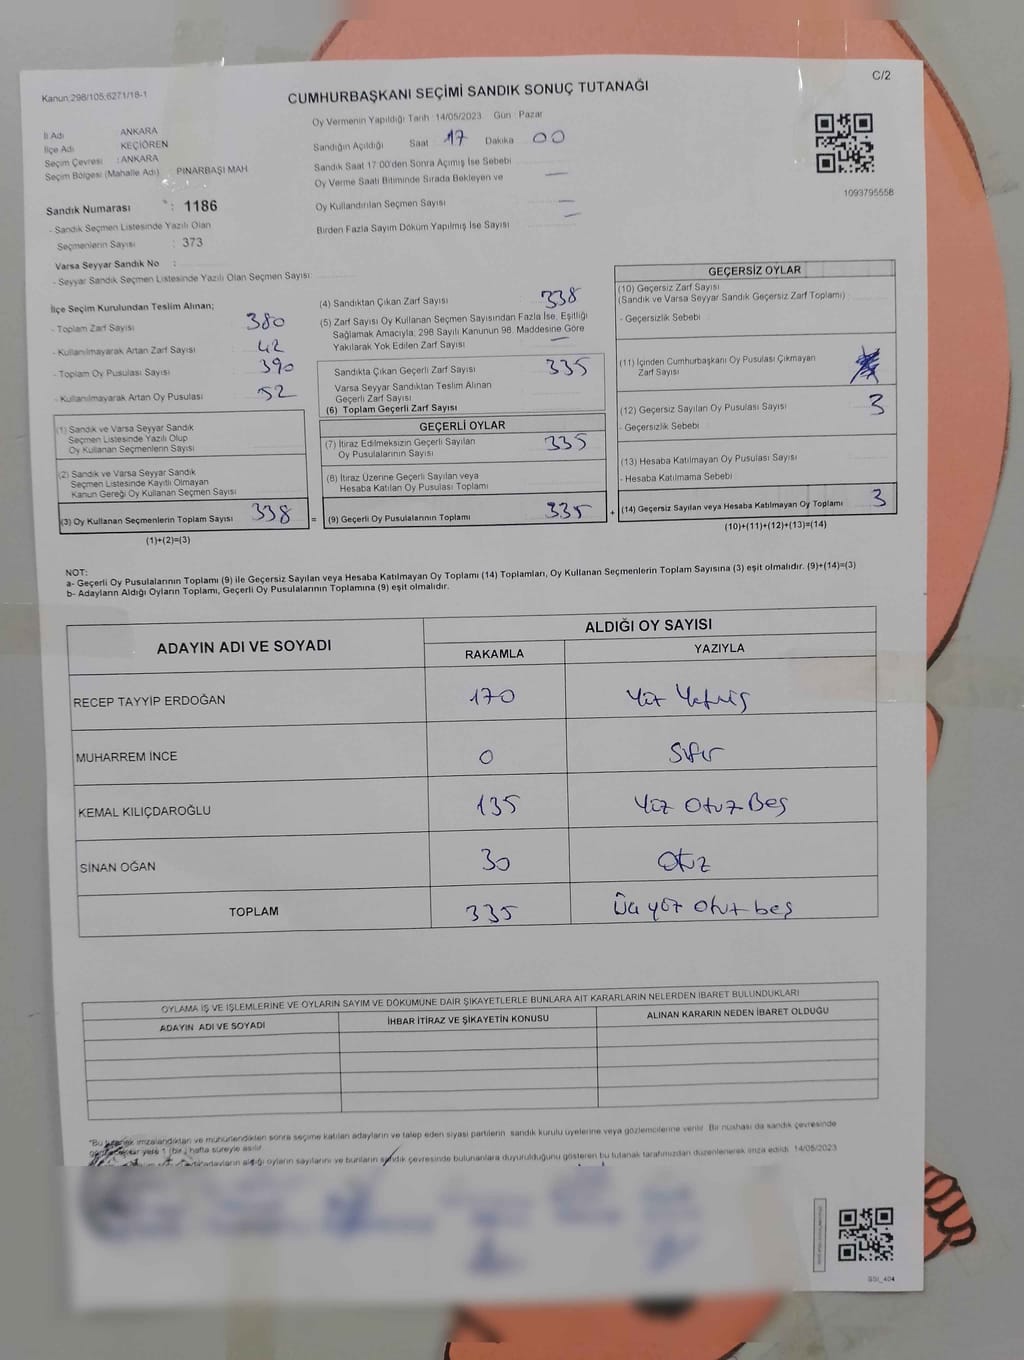 C/2
Kanun:298/105,6271/18-1
CUMHURBAŞKANI SEÇİMİ SANDIK SONUÇ TUTANAĞI
Oy Vermenin Yapıldığı Tarih :14/05/2023 Gün : Pazar
İl Adı ANKARA
İlçe Adı KEÇİÖREN
Seçim Çevresi : ANKARA
Seçim Bölgesi (Mahalle Adı) PINARBAŞI MAH
Sandığın Açıldığı Saat 17 Dakika 00
Sandık Saat 17:00'den Sonra Açımış İse Sebebi
Oy Verme Saati Bitiminde Sırada Bekleyen ve —
Oy Kullandırılan Seçmen Sayısı —
Birden Fazla Sayım Döküm Yapılmış İse Sayısı —
1093795558
Sandık Numarası : 1186
- Sandık Seçmen Listesinde Yazılı Olan
Seçmenlerin Sayısı : 373
Varsa Seyyar Sandık No :
- Seyyar Sandık Seçmen Listesinde Yazılı Olan Seçmen Sayısı:
İlçe Seçim Kurulundan Teslim Alınan;
- Toplam Zarf Sayısı 380
- Kullanılmayarak Artan Zarf Sayısı 42
- Toplam Oy Pusulası Sayısı 390
- Kullanılmayarak Artan Oy Pusulası 52
(1) Sandık ve Varsa Seyyar Sandık
Seçmen Listesinde Yazılı Olup
Oy Kullanan Seçmenlerin Sayısı
(2) Sandık ve Varsa Seyyar Sandık
Seçmen Listesinde Kayıtlı Olmayan
Kanun Gereği Oy Kullanan Seçmen Sayısı
(3) Oy Kullanan Seçmenlerin Toplam Sayısı 338 =
(1)+(2)=(3)
(4) Sandıktan Çıkan Zarf Sayısı 338
(5) Zarf Sayısı Oy Kullanan Seçmen Sayısından Fazla İse, Eşitliği
Sağlamak Amacıyla; 298 Sayılı Kanunun 98. Maddesine Göre
Yakılarak Yok Edilen Zarf Sayısı —
Sandıkta Çıkan Geçerli Zarf Sayısı 335
Varsa Seyyar Sandıktan Teslim Alınan
Geçerli Zarf Sayısı
(6) Toplam Geçerli Zarf Sayısı
GEÇERLİ OYLAR
(7) İtiraz Edilmeksizin Geçerli Sayılan
Oy Pusulasının Sayısı 335
(8) İtiraz Üzerine Geçerli Sayılan veya
Hesaba Katılan Oy Pusulası Toplamı
(9) Geçerli Oy Pusulalarının Toplamı 335 +
GEÇERSİZ OYLAR
(10) Geçersiz Zarf Sayısı
(Sandık ve Varsa Seyyar Sandık Geçersiz Zarf Toplamı)
- Geçersizlik Sebebi
(11) İçinden Cumhurbaşkanı Oy Pusulası Çıkmayan
Zarf Sayısı
(12) Geçersiz Sayılan Oy Pusulası Sayısı 3
- Geçersizlik Sebebi
(13) Hesaba Katılmayan Oy Pusulası Sayısı
- Hesaba Katılmama Sebebi
(14) Geçersiz Sayılan veya Hesaba Katılmayan Oy Toplamı 3
(10)+(11)+(12)+(13)=(14)
NOT:
a- Geçerli Oy Pusulalarının Toplamı (9) ile Geçersiz Sayılan veya Hesaba Katılmayan Oy Toplamı (14) Toplamları, Oy Kullanan Seçmenlerin Toplam Sayısına (3) eşit olmalıdır. (9)+(14)=(3)
b- Adayların Aldığı Oyların Toplamı, Geçerli Oy Pusulalarının Toplamına (9) eşit olmalıdır.
ADAYIN ADI VE SOYADI ALDIĞI OY SAYISI
RAKAMLA YAZIYLA
RECEP TAYYİP ERDOĞAN 170 Yüz Yetmiş
MUHARREM İNCE 0 Sıfır
KEMAL KILIÇDAROĞLU 135 Yüz Otuz Beş
SİNAN OĞAN 30 Otuz
TOPLAM 335 Üç yüz Otuz beş
OYLAMA İŞ VE İŞLEMLERİNE VE OYLARIN SAYIM VE DÖKÜMÜNE DAİR ŞİKAYETLERLE BUNLARA AİT KARARLARIN NELERDEN İBARET BULUNDUKLARI
ADAYIN ADI VE SOYADI İHBAR İTİRAZ VE ŞİKAYETİN KONUSU ALINAN KARARIN NEDEN İBARET OLDUĞU
"Bu tutanak imzalandıktan ve mühürlendikten sonra seçime katılan adayların ve talep eden siyasi partilerin sandık kurulu üyelerine veya gözlemcilerine verilir. Bir nüshası da sandık çevresinde
yere 1 (bir) hafta süreyle asılır.
adayların aldığı oyların sayılarını ve bunların sandık çevresinde bulunanlara duyurulduğunu gösteren bu tutanak tarafımızdan düzenlenerek imza edildi. 14/05/2023
GSI_404